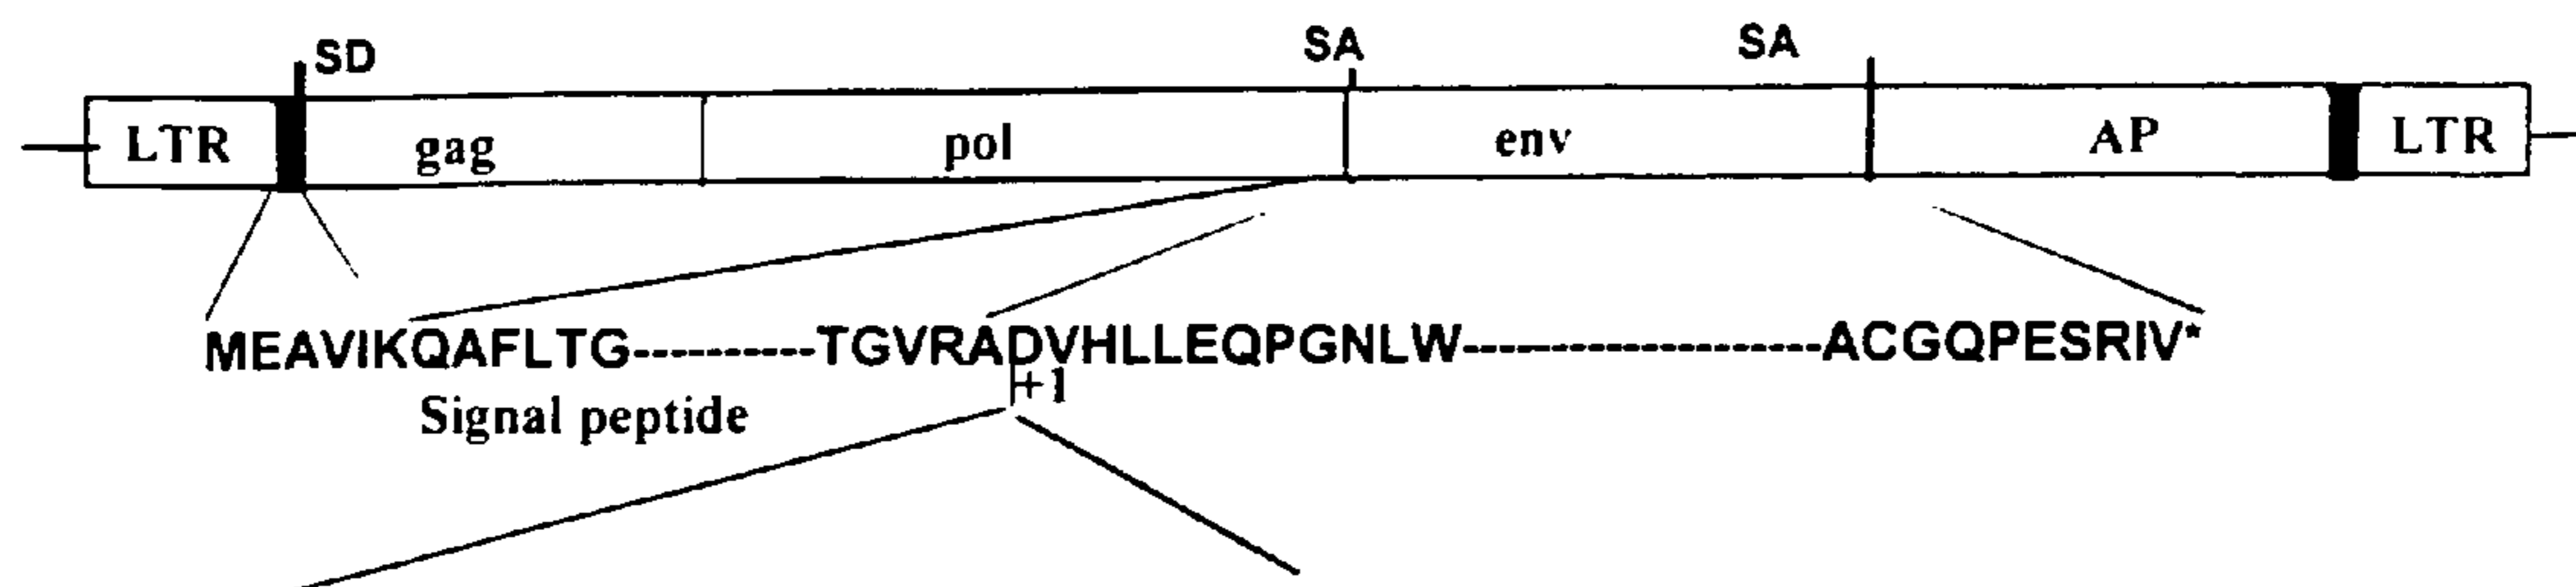 SD SA SA
LTR gag pol env AP LTR
MEAVIKQAFLTG----------TGVRADVHLLEQPGNLW--------------------ACGQPESRIV*
+1
Signal peptide